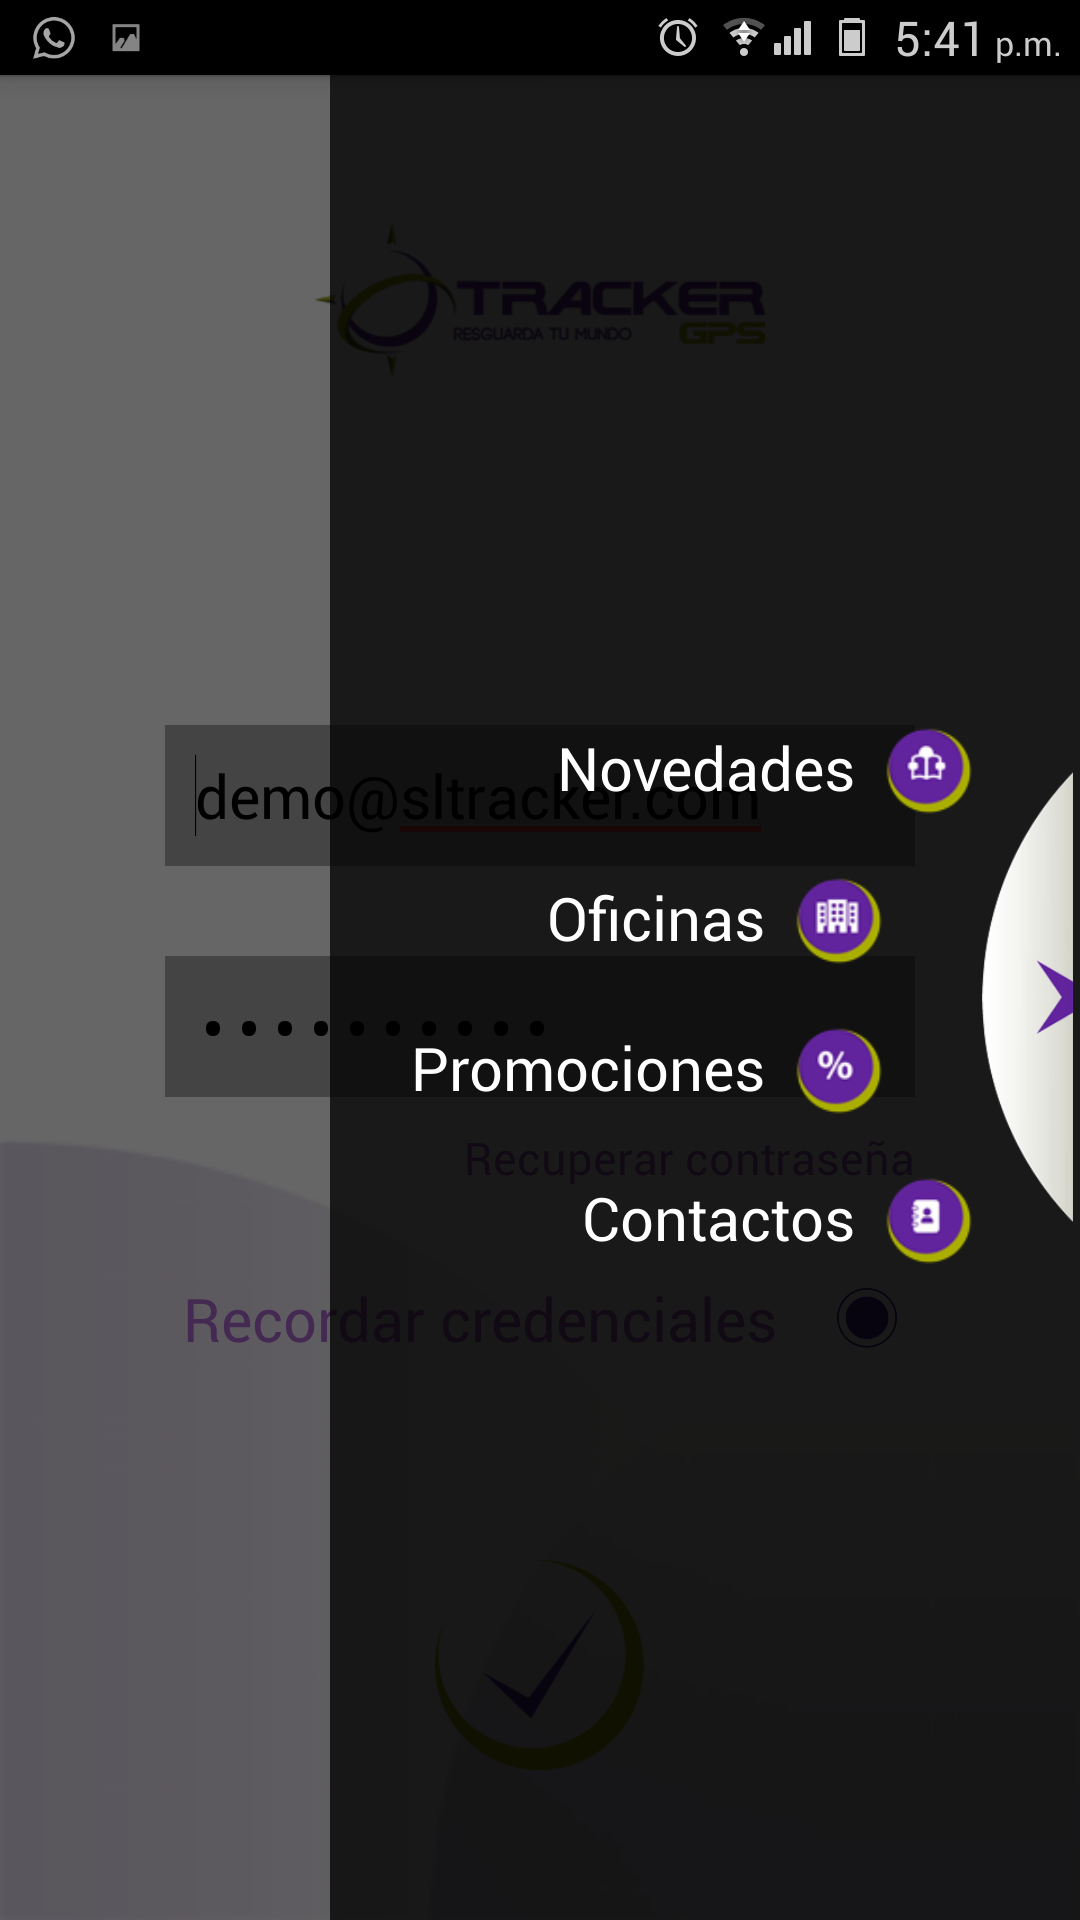 5:41 p.m.
TRACKER
RESGUARDA TU MUNDO GPS
Novedades
demo@sltracker.com
Oficinas
••••••••••
Promociones
%
Recuperar contraseña
Contactos
Recordar credenciales